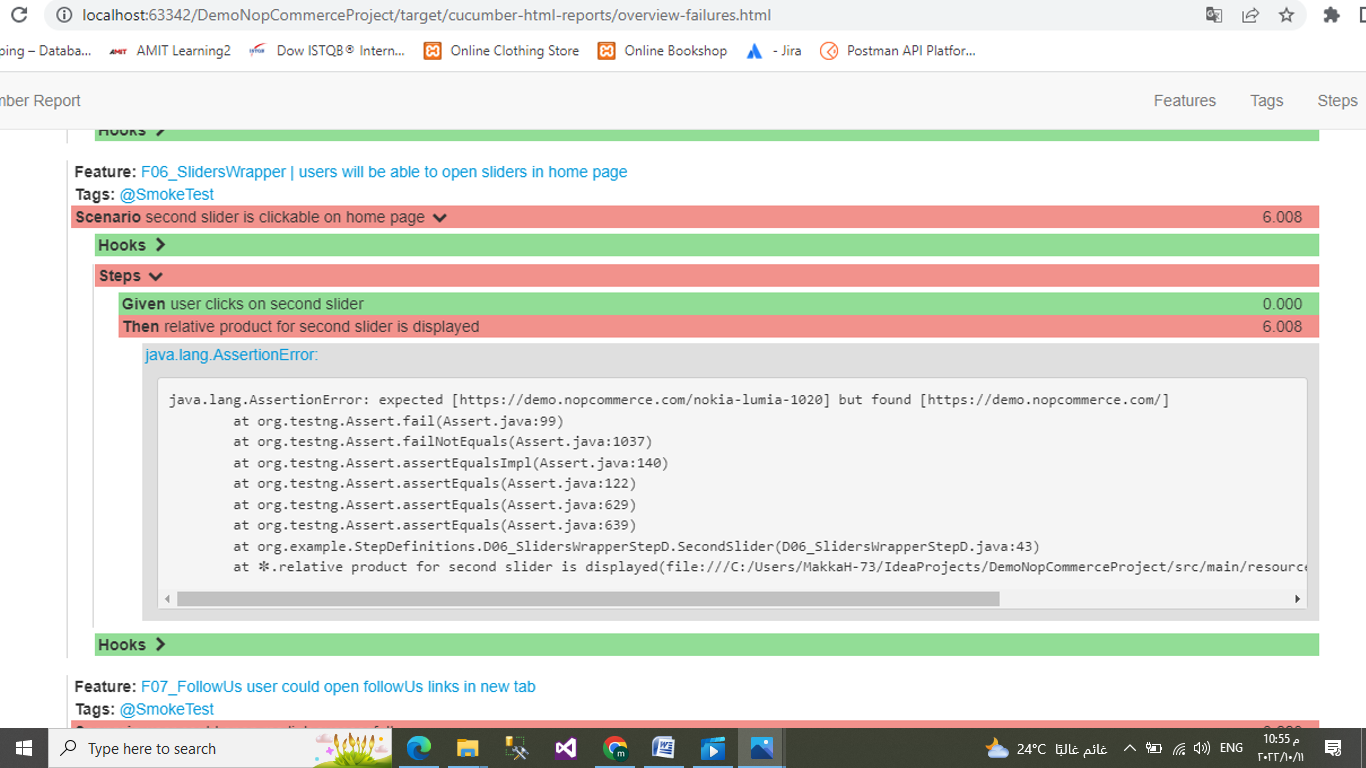 localhost:63342/DemoNopCommerceProject/target/cucumber-html-reports/overview-failures.html
ping – Databa... AMIT Learning2 Dow ISTQB® Intern... Online Clothing Store Online Bookshop - Jira Postman API Platfor...
mber Report Features Tags Steps
Hooks
Feature: F06_SlidersWrapper | users will be able to open sliders in home page
Tags: @SmokeTest
Scenario second slider is clickable on home page 6.008
Hooks
Steps
Given user clicks on second slider 0.000
Then relative product for second slider is displayed 6.008
java.lang.AssertionError:
java.lang.AssertionError: expected [https://demo.nopcommerce.com/nokia-lumia-1020] but found [https://demo.nopcommerce.com/]
at org.testng.Assert.fail(Assert.java:99)
at org.testng.Assert.failNotEquals(Assert.java:1037)
at org.testng.Assert.assertEqualsImpl(Assert.java:140)
at org.testng.Assert.assertEquals(Assert.java:122)
at org.testng.Assert.assertEquals(Assert.java:629)
at org.testng.Assert.assertEquals(Assert.java:639)
at org.example.StepDefinitions.D06_SlidersWrapperStepD.SecondSlider(D06_SlidersWrapperStepD.java:43)
at ✽.relative product for second slider is displayed(file:///C:/Users/MakkaH-73/IdeaProjects/DemoNopCommerceProject/src/main/resource
Hooks
Feature: F07_FollowUs user could open followUs links in new tab
Tags: @SmokeTest
Type here to search
24°C غائم غالبًا
ENG
10:55 م
٢٠٢٢/١٠/١١